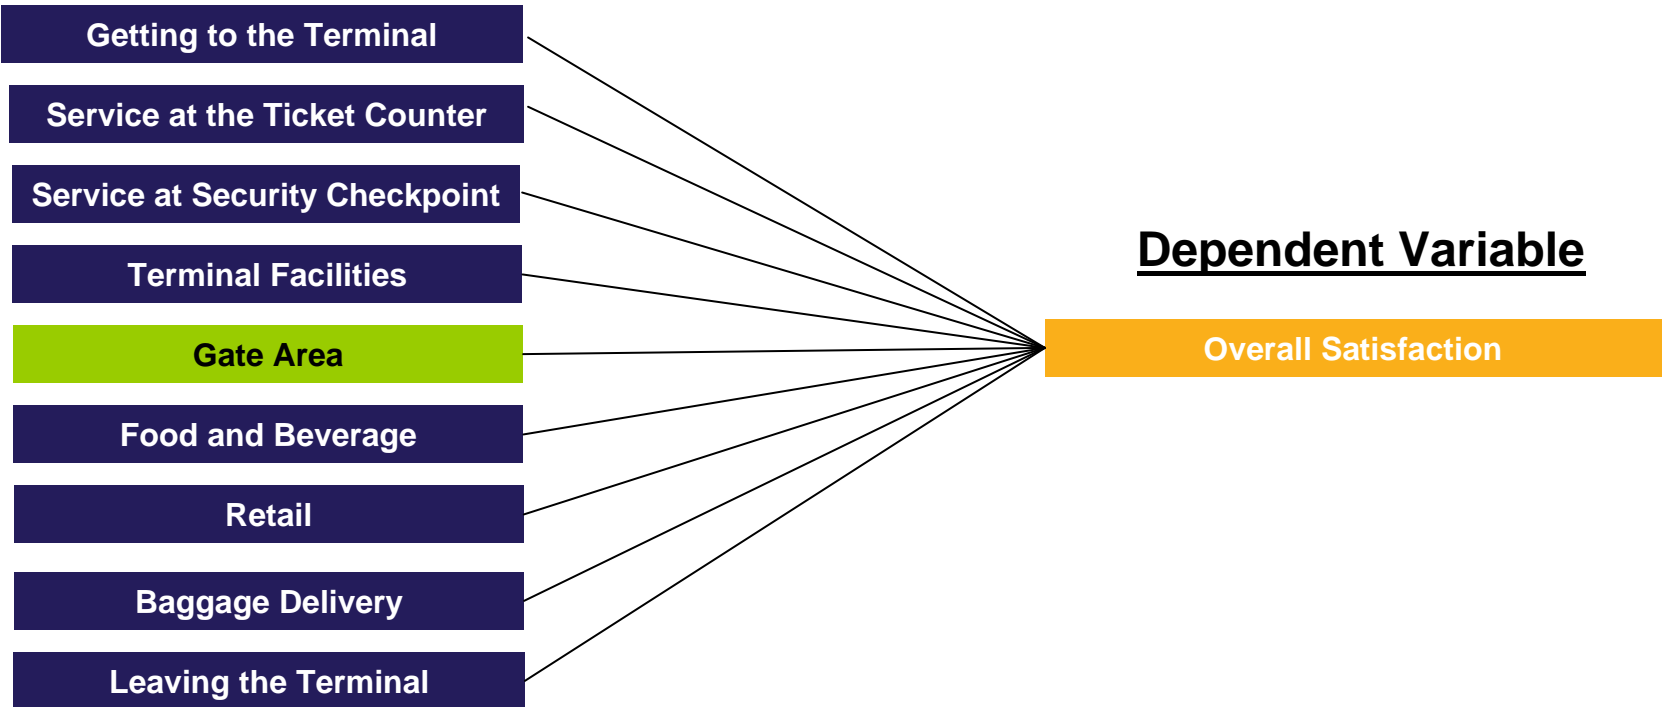 Getting to the Terminal
Service at the Ticket Counter
Service at Security Checkpoint
Terminal Facilities
Gate Area
Food and Beverage
Retail
Baggage Delivery
Leaving the Terminal
Dependent Variable
Overall Satisfaction